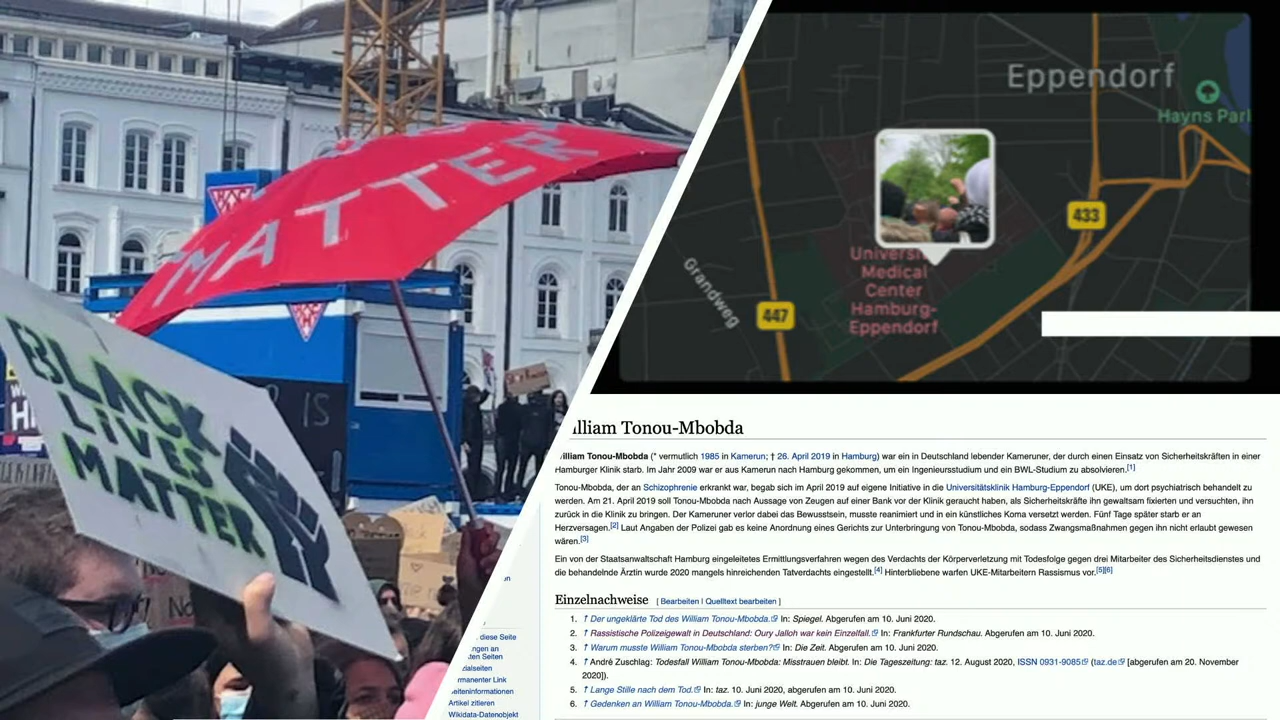 MATTER
BLACK
LIVES
MATTER
IS
Eppendorf
Hayns Park
433
447
Grandweg
Universi
Medical
Center
Hamburg-
Eppendorf
lliam Tonou-Mbobda
illiam Tonou-Mbobda (* vermutlich 1985 in Kamerun; † 26. April 2019 in Hamburg) war ein in Deutschland lebender Kameruner, der durch einen Einsatz von Sicherheitskräften in einer
Hamburger Klinik starb. Im Jahr 2009 war er aus Kamerun nach Hamburg gekommen, um ein Ingenieursstudium und ein BWL-Studium zu absolvieren.[1]
Tonou-Mbobda, der an Schizophrenie erkrankt war, begab sich im April 2019 auf eigene Initiative in die Universitätsklinik Hamburg-Eppendorf (UKE), um dort psychiatrisch behandelt zu
werden. Am 21. April 2019 soll Tonou-Mbobda nach Aussage von Zeugen auf einer Bank vor der Klinik geraucht haben, als Sicherheitskräfte ihn gewaltsam fixierten und versuchten, ihn
zurück in die Klinik zu bringen. Der Kameruner verlor dabei das Bewusstsein, musste reanimiert und in ein künstliches Koma versetzt werden. Fünf Tage später starb er an
Herzversagen.[2] Laut Angaben der Polizei gab es keine Anordnung eines Gerichts zur Unterbringung von Tonou-Mbobda, sodass Zwangsmaßnahmen gegen ihn nicht erlaubt gewesen
wären.[3]
Ein von der Staatsanwaltschaft Hamburg eingeleitetes Ermittlungsverfahren wegen des Verdachts der Körperverletzung mit Todesfolge gegen drei Mitarbeiter des Sicherheitsdienstes und
die behandelnde Ärztin wurde 2020 mangels hinreichenden Tatverdachts eingestellt.[4] Hinterbliebene warfen UKE-Mitarbeitern Rassismus vor.[5][6]
Einzelnachweise [ Bearbeiten | Quelltext bearbeiten ]
1. ↑ Der ungeklärte Tod des William Tonou-Mbobda. In: Spiegel. Abgerufen am 10. Juni 2020.
2. ↑ Rassistische Polizeigewalt in Deutschland: Oury Jalloh war kein Einzelfall. In: Frankfurter Rundschau. Abgerufen am 10. Juni 2020.
3. ↑ Warum musste William Tonou-Mbobda sterben? In: Die Zeit. Abgerufen am 10. Juni 2020.
4. ↑ André Zuschlag: Todesfall William Tonou-Mbobda: Misstrauen bleibt. In: Die Tageszeitung: taz. 12. August 2020, ISSN 0931-9085 (taz.de [abgerufen am 20. November
2020]).
5. ↑ Lange Stille nach dem Tod. In: taz. 10. Juni 2020, abgerufen am 10. Juni 2020.
6. ↑ Gedenken an William Tonou-Mbobda. In: junge Welt. Abgerufen am 10. Juni 2020.
on
diese Seite
ngen an
ten Seiten
zialseiten
rmanenter Link
eiteninformationen
Artikel zitieren
Wikidata-Datenobjekt